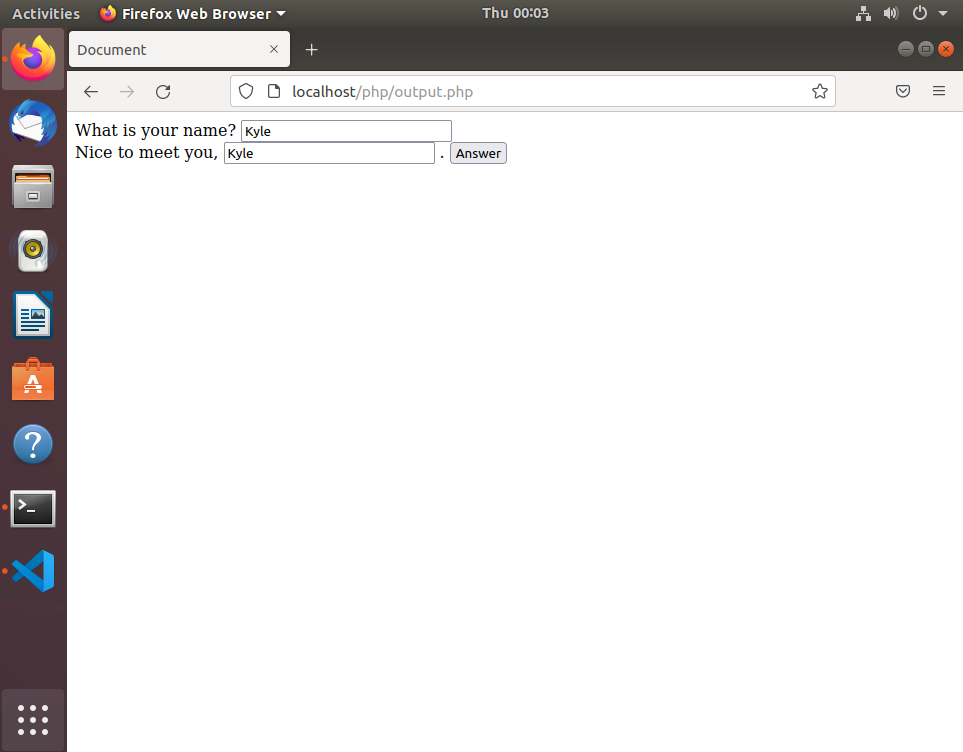 Activities Firefox Web Browser Thu 00:03
Document
localhost/php/output.php
What is your name? Kyle
Nice to meet you, Kyle . Answer